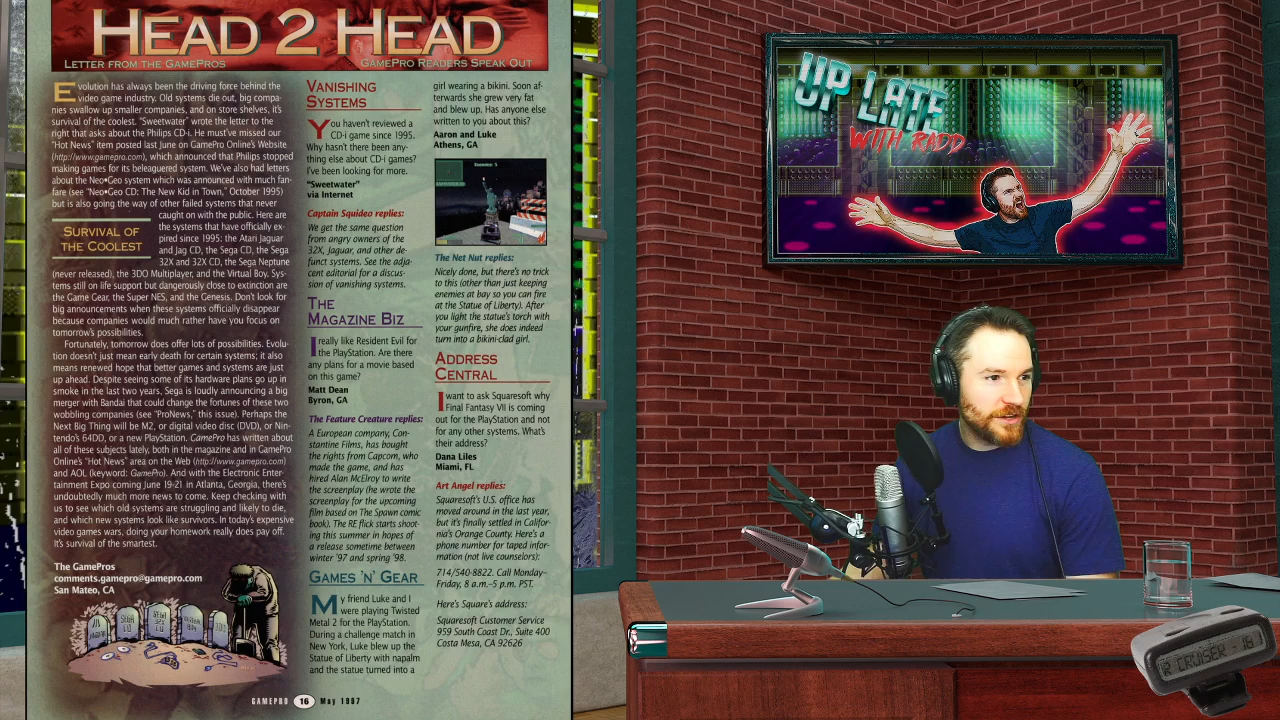 HEAD 2 HEAD
LETTER FROM THE GAMEPROS
GAMEPRO READERS SPEAK OUT
Evolution has always been the driving force behind the
video game industry. Old systems die out, big compa-
nies swallow up smaller companies, and on store shelves, it's
survival of the coolest. "Sweetwater" wrote the letter to the
right that asks about the Philips CD-i. He must've missed our
"Hot News" item posted last June on GamePro Online's Website
(http://www.gamepro.com), which announced that Philips stopped
making games for its beleaguered system. We've also had letters
about the Neo•Geo system which was announced with much fan-
fare (see "Neo•Geo CD: The New Kid in Town," October 1995)
but is also going the way of other failed systems that never
caught on with the public. Here are
the systems that have officially ex-
pired since 1995: the Atari Jaguar
and Jag CD, the Sega CD, the Sega
32X and 32X CD, the Sega Neptune
SURVIVAL OF
THE COOLEST
(never released), the 3DO Multiplayer, and the Virtual Boy. Sys-
tems still on life support but dangerously close to extinction are
the Game Gear, the Super NES, and the Genesis. Don't look for
big announcements when these systems officially disappear
because companies would much rather have you focus on
tomorrow's possibilities.
Fortunately, tomorrow does offer lots of possibilities. Evolu-
tion doesn't just mean early death for certain systems; it also
means renewed hope that better games and systems are just
up ahead. Despite seeing some of its hardware plans go up in
smoke in the last two years, Sega is loudly announcing a big
merger with Bandai that could change the fortunes of these two
wobbling companies (see "ProNews," this issue). Perhaps the
Next Big Thing will be M2, or digital video disc (DVD), or Nin-
tendo's 64DD, or a new PlayStation. GamePro has written about
all of these subjects lately, both in the magazine and in GamePro
Online's "Hot News" area on the Web (http://www.gamepro.com)
and AOL (keyword: GamePro). And with the Electronic Enter-
tainment Expo coming June 19-21 in Atlanta, Georgia, there's
undoubtedly much more news to come. Keep checking with
us to see which old systems are struggling and likely to die,
and which new systems look like survivors. In today's expensive
video games wars, doing your homework really does pay off.
It's survival of the smartest.
The GamePros
comments.gamepro@gamepro.com
San Mateo, CA
VANISHING
SYSTEMS
You haven't reviewed a
CD-i game since 1995.
Why hasn't there been any-
thing else about CD-i games?
I've been looking for more.
"Sweetwater"
via Internet
Captain Squideo replies:
We get the same question
from angry owners of the
32X, Jaguar, and other de-
funct systems. See the adja-
cent editorial for a discus-
sion of vanishing systems.
THE
MAGAZINE BIZ
I really like Resident Evil for
the PlayStation. Are there
any plans for a movie based
on this game?
Matt Dean
Byron, GA
The Feature Creature replies:
A European company, Con-
stantine Films, has bought
the rights from Capcom, who
made the game, and has
hired Alan McElroy to write
the screenplay (he wrote the
screenplay for the upcoming
film based on The Spawn comic
book). The RE flick starts shoot-
ing this summer in hopes of
a release sometime between
winter '97 and spring '98.
GAMES 'N' GEAR
My friend Luke and I
were playing Twisted
Metal 2 for the PlayStation.
During a challenge match in
New York, Luke blew up the
Statue of Liberty with napalm
and the statue turned into a
girl wearing a bikini. Soon af-
terwards she grew very fat
and blew up. Has anyone else
written to you about this?
Aaron and Luke
Athens, GA
The Net Nut replies:
Nicely done, but there's no trick
to this (other than just keeping
enemies at bay so you can fire
at the Statue of Liberty). After
you light the statue's torch with
your gunfire, she does indeed
turn into a bikini-clad girl.
ADDRESS
CENTRAL
I want to ask Squaresoft why
Final Fantasy VII is coming
out for the PlayStation and not
for any other systems. What's
their address?
Dana Liles
Miami, FL
Art Angel replies:
Squaresoft's U.S. office has
moved around in the last year,
but it's finally settled in Califor-
nia's Orange County. Here's a
phone number for taped infor-
mation (not live counselors):
714/540-8822. Call Monday–
Friday, 8 a.m.–5 p.m. PST.
Here's Square's address:
Squaresoft Customer Service
959 South Coast Dr., Suite 400
Costa Mesa, CA 92626
GAMEPRO 16 May 1997
UP LATE
WITH RADD
R CRUISER - 16